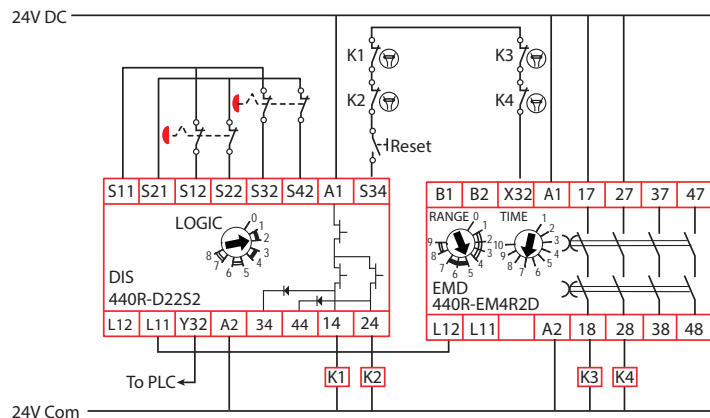 24V DC
K1 K3
K2 K4
Reset
S11 S21 S12 S22 S32 S42 A1 S34
B1 B2 X32 A1 17 27 37 47
LOGIC 0 1 2 3 4 5 6 7 8
RANGE 0 1 2 3 4 5 6 7 8 9
TIME 1 2 3 4 5 6 7 8 9 10
DIS
440R-D22S2
EMD
440R-EM4R2D
L12 L11 Y32 A2 34 44 14 24
L12 L11 A2 18 28 38 48
To PLC
K1 K2 K3 K4
24V Com